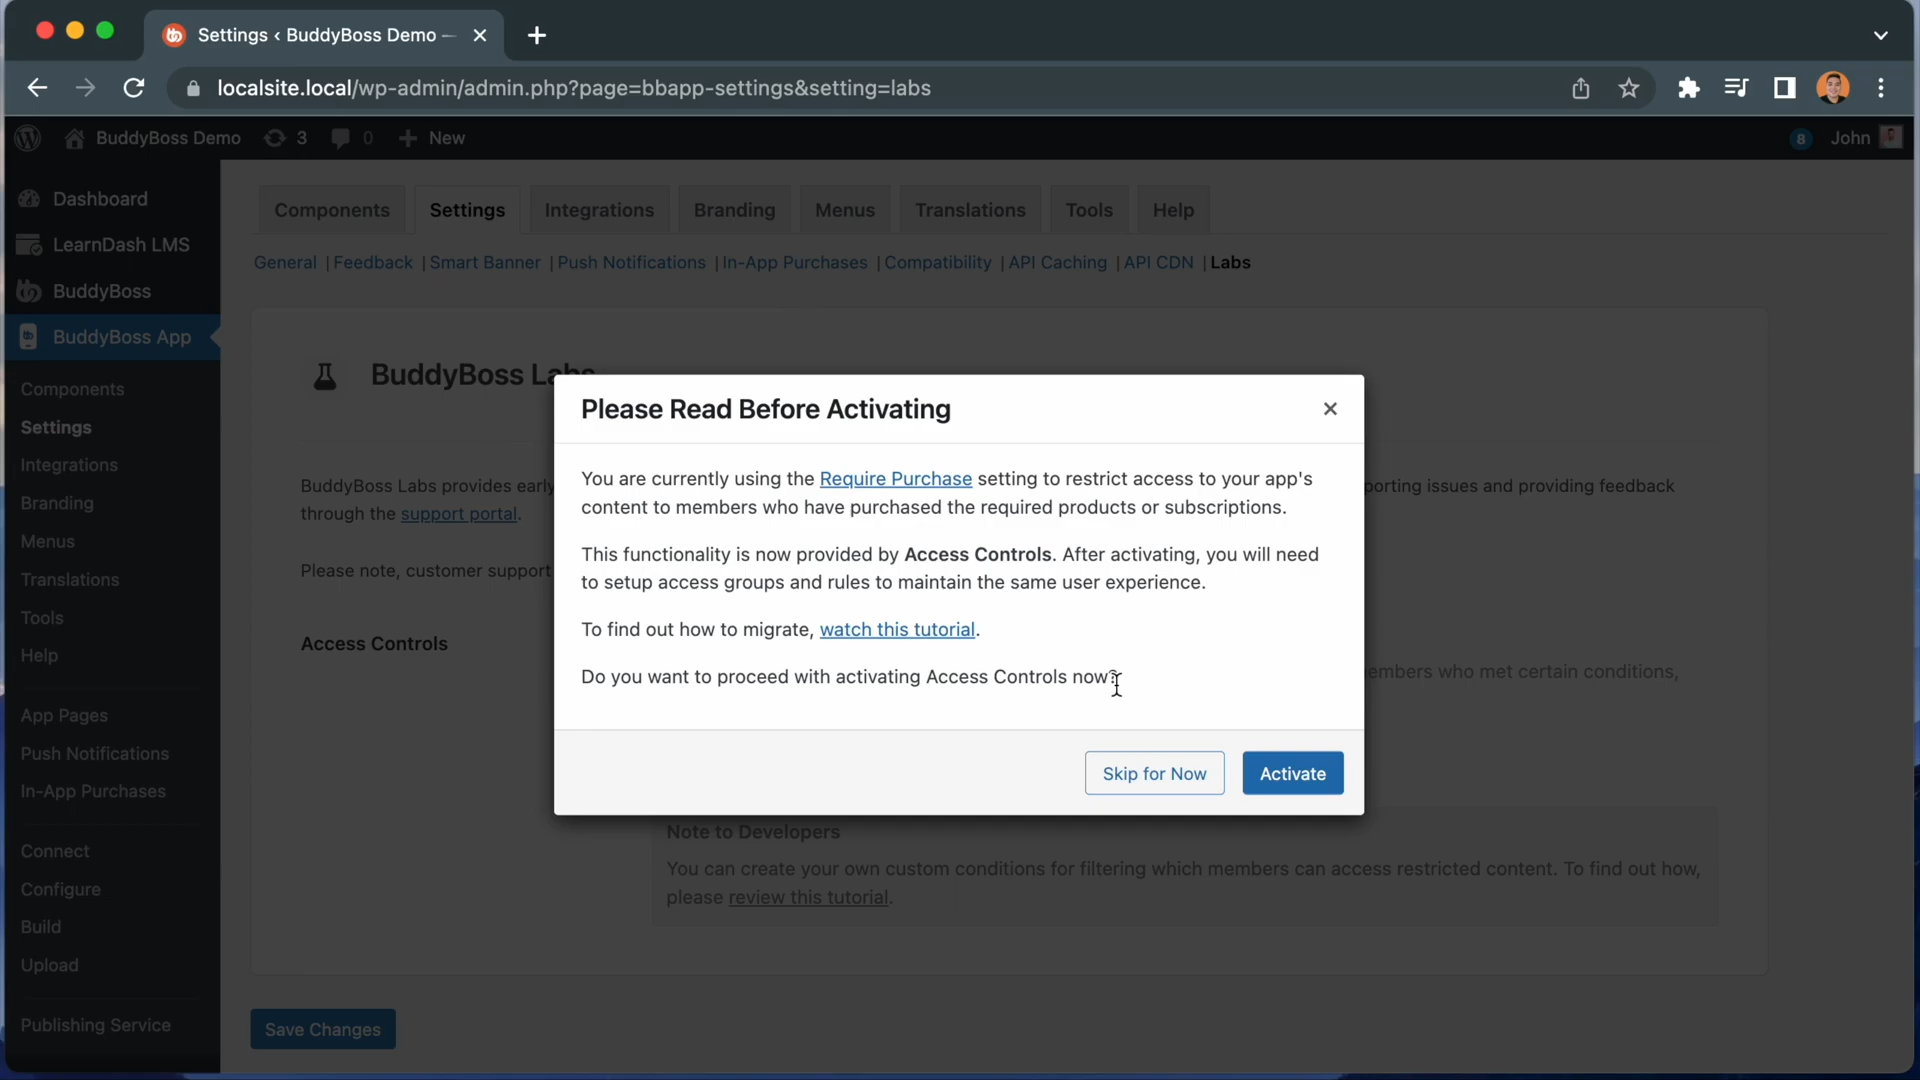 Settings ‹ BuddyBoss Demo —
localsite.local/wp-admin/admin.php?page=bbapp-settings&setting=labs
BuddyBoss Demo 3 0 New 8 John
Dashboard
LearnDash LMS
BuddyBoss
BuddyBoss App
Components
Settings
Integrations
Branding
Menus
Translations
Tools
Help
App Pages
Push Notifications
In-App Purchases
Connect
Configure
Build
Upload
Publishing Service
Components Settings Integrations Branding Menus Translations Tools Help
General | Feedback | Smart Banner | Push Notifications | In-App Purchases | Compatibility | API Caching | API CDN | Labs
BuddyBoss Labs
BuddyBoss Labs provides early porting issues and providing feedback
through the support portal.
Please note, customer support
Access Controls
embers who met certain conditions,
Please Read Before Activating
You are currently using the Require Purchase setting to restrict access to your app's
content to members who have purchased the required products or subscriptions.
This functionality is now provided by Access Controls. After activating, you will need
to setup access groups and rules to maintain the same user experience.
To find out how to migrate, watch this tutorial.
Do you want to proceed with activating Access Controls now?
Skip for Now Activate
Note to Developers
You can create your own custom conditions for filtering which members can access restricted content. To find out how,
please review this tutorial.
Save Changes